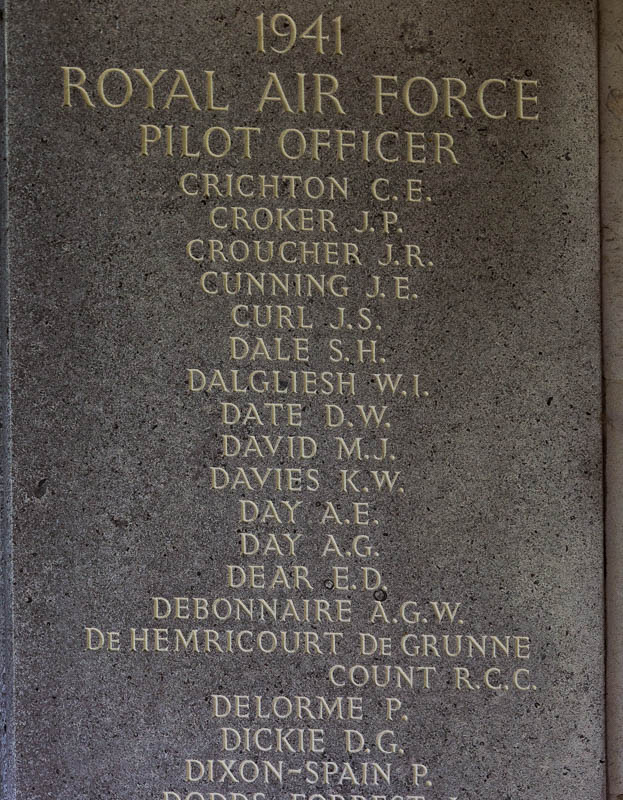 1941
ROYAL AIR FORCE
PILOT OFFICER
CRICHTON C.E.
CROKER J.P.
CROUCHER J.R.
CUNNING J.E.
CURL J.S.
DALE S.H.
DALGLIESH W.I.
DATE D.W.
DAVID M.J.
DAVIES K.W.
DAY A.E.
DAY A.G.
DEAR E.D.
DEBONNAIRE A.G.W.
DE HEMRICOURT DE GRUNNE
COUNT R.C.C.
DELORME P.
DICKIE D.G.
DIXON-SPAIN P.